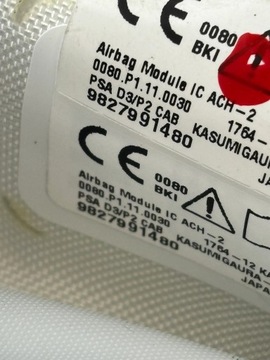 CE 0080
BKI
Airbag Module IC ACH-2
0080.P1.11.0030 1764-
PSA D3/P2 CAB KASUMIGAURA
9827991480
CE 0080
BKI
Airbag Module IC ACH-2
0080.P1.11.0030 1764-12 KA
PSA D3/P2 CAB KASUMIGAURA
9827991480 JAPA